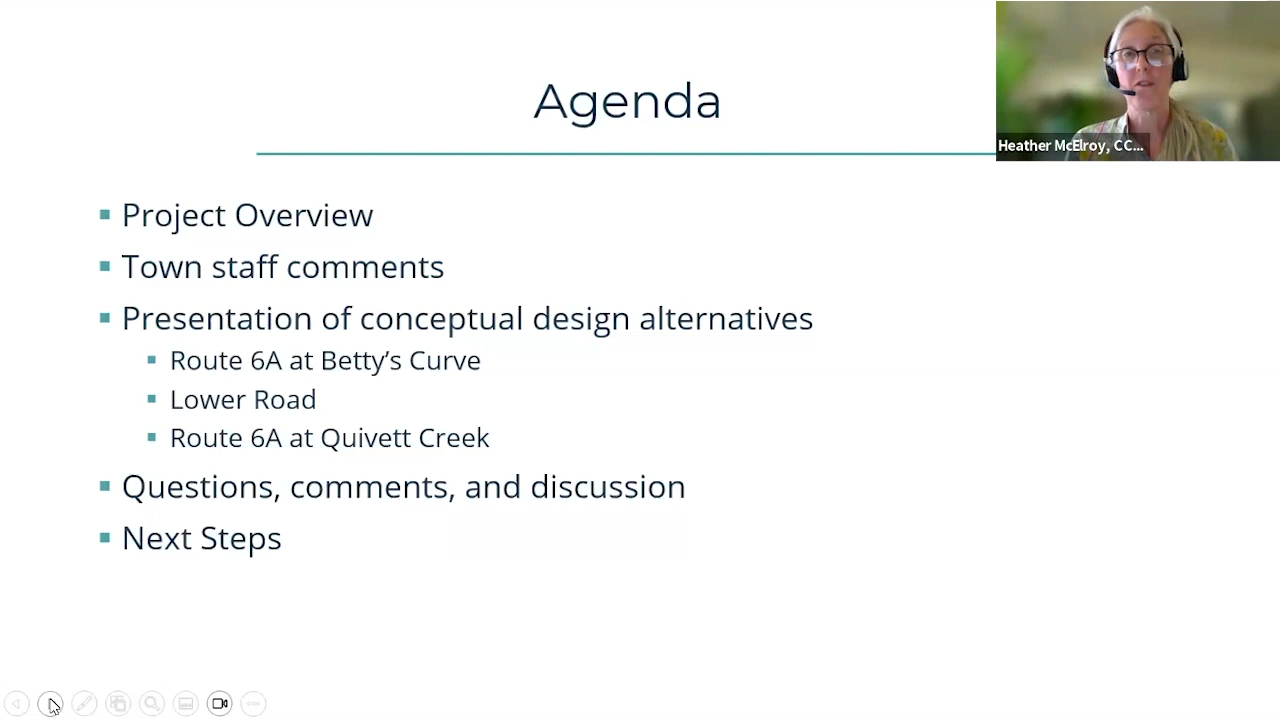 Agenda
Heather McElroy, CC...
Project Overview
Town staff comments
Presentation of conceptual design alternatives
Route 6A at Betty’s Curve
Lower Road
Route 6A at Quivett Creek
Questions, comments, and discussion
Next Steps